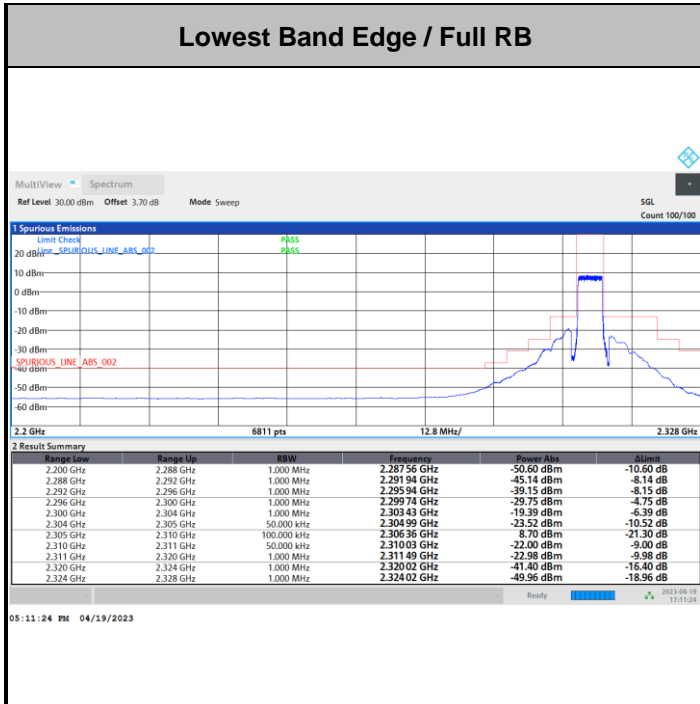 Lowest Band Edge / Full RB
MultiView Spectrum
Ref Level 30.00 dBm Offset 3.70 dB Mode Sweep SGL
Count 100/100
1 Spurious Emissions
Limit Check PASS
Line _SPURIOUS_LINE_ABS_002 PASS
20 dBm
10 dBm
0 dBm
-10 dBm
-20 dBm
-30 dBm
SPURIOUS_LINE_ABS_002
-40 dBm
-50 dBm
-60 dBm
2.2 GHz 6811 pts 12.8 MHz/ 2.328 GHz
2 Result Summary
Range Low Range Up RBW Frequency Power Abs ΔLimit
2.200 GHz 2.288 GHz 1.000 MHz 2.287 56 GHz -50.60 dBm -10.60 dB
2.288 GHz 2.292 GHz 1.000 MHz 2.291 94 GHz -45.14 dBm -8.14 dB
2.292 GHz 2.296 GHz 1.000 MHz 2.295 94 GHz -39.15 dBm -8.15 dB
2.296 GHz 2.300 GHz 1.000 MHz 2.299 74 GHz -29.75 dBm -4.75 dB
2.300 GHz 2.304 GHz 1.000 MHz 2.303 43 GHz -19.39 dBm -6.39 dB
2.304 GHz 2.305 GHz 50.000 kHz 2.304 99 GHz -23.52 dBm -10.52 dB
2.305 GHz 2.310 GHz 100.000 kHz 2.306 36 GHz 8.70 dBm -21.30 dB
2.310 GHz 2.311 GHz 50.000 kHz 2.310 03 GHz -22.00 dBm -9.00 dB
2.311 GHz 2.320 GHz 1.000 MHz 2.311 49 GHz -22.98 dBm -9.98 dB
2.320 GHz 2.324 GHz 1.000 MHz 2.320 02 GHz -41.40 dBm -16.40 dB
2.324 GHz 2.328 GHz 1.000 MHz 2.324 02 GHz -49.96 dBm -18.96 dB
Ready 2023-04-19
17:11:24
05:11:24 PM 04/19/2023